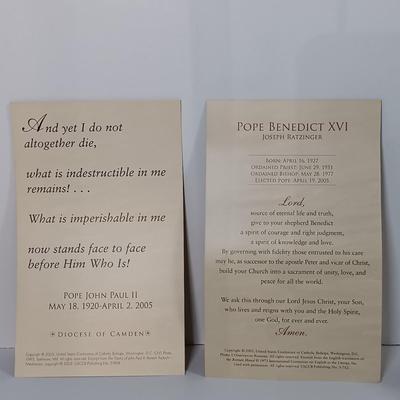 And yet I do not
altogether die,
what is indestructible in me
remains! . . .
What is imperishable in me
now stands face to face
before Him Who Is!
POPE JOHN PAUL II
MAY 18, 1920-APRIL 2, 2005
DIOCESE OF CAMDEN
POPE BENEDICT XVI
JOSEPH RATZINGER
BORN: APRIL 16, 1927
ORDAINED PRIEST: JUNE 29, 1951
ORDAINED BISHOP: MAY 28, 1977
ELECTED POPE: APRIL 19, 2005
Lord,
source of eternal life and truth,
give to your shepherd Benedict
a spirit of courage and right judgment,
a spirit of knowledge and love.
By governing with fidelity those entrusted to his care
may he, as successor to the apostle Peter and vicar of Christ,
build your Church into a sacrament of unity, love, and
peace for all the world.
We ask this through our Lord Jesus Christ, your Son,
who lives and reigns with you and the Holy Spirit,
one God, for ever and ever.
Amen.